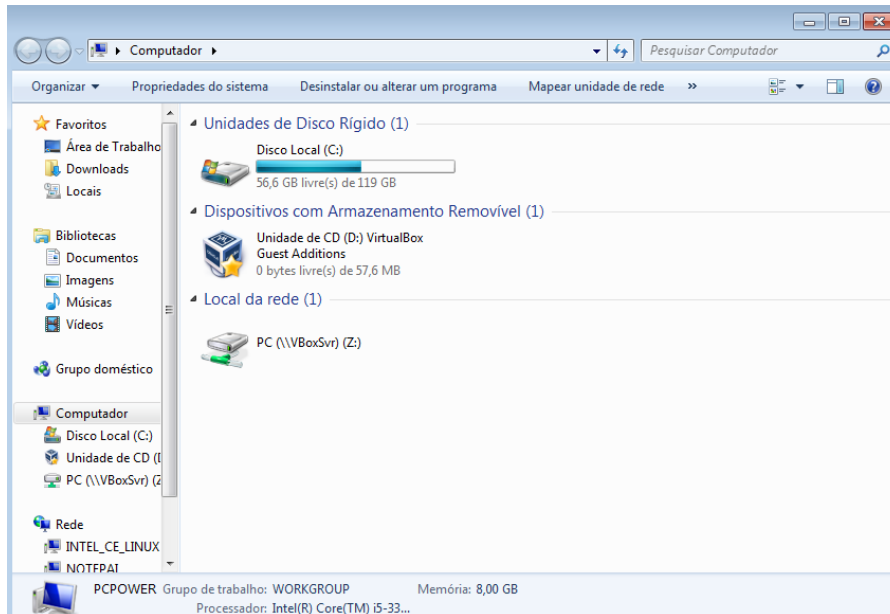 Computador
Pesquisar Computador
Organizar
Propriedades do sistema
Desinstalar ou alterar um programa
Mapear unidade de rede
»
Favoritos
Área de Trabalho
Downloads
Locais
Bibliotecas
Documentos
Imagens
Músicas
Vídeos
Grupo doméstico
Computador
Disco Local (C:)
Unidade de CD (D
PC (\\VBoxSvr) (Z
Rede
INTEL_CE_LINUX
NOTEPAI
Unidades de Disco Rígido (1)
Disco Local (C:)
56,6 GB livre(s) de 119 GB
Dispositivos com Armazenamento Removível (1)
Unidade de CD (D:) VirtualBox
Guest Additions
0 bytes livre(s) de 57,6 MB
Local da rede (1)
PC (\\VBoxSvr) (Z:)
PCPOWER Grupo de trabalho: WORKGROUP Memória: 8,00 GB
Processador: Intel(R) Core(TM) i5-33...